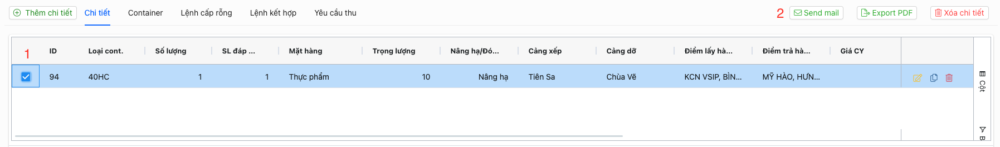 Thêm chi tiết Chi tiết Container Lệnh cấp rỗng Lệnh kết hợp Yêu cầu thu 2 Send mail Export PDF Xóa chi tiết
1 ID Loại cont. Số lượng SL đáp ... Mặt hàng Trọng lượng Nâng hạ/Đó... Cảng xếp Cảng dỡ Điểm lấy hà... Điểm trả hà... Giá CY
94 40HC 1 1 Thực phẩm 10 Nâng hạ Tiên Sa Chùa Vẽ KCN VSIP, BÌN... MỸ HÀO, HƯN...
Cột